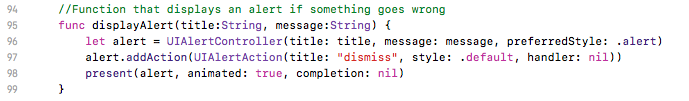 94 //Function that displays an alert if something goes wrong
95 func displayAlert(title:String, message:String) {
96 let alert = UIAlertController(title: title, message: message, preferredStyle: .alert)
97 alert.addAction(UIAlertAction(title: "dismiss", style: .default, handler: nil))
98 present(alert, animated: true, completion: nil)
99 }